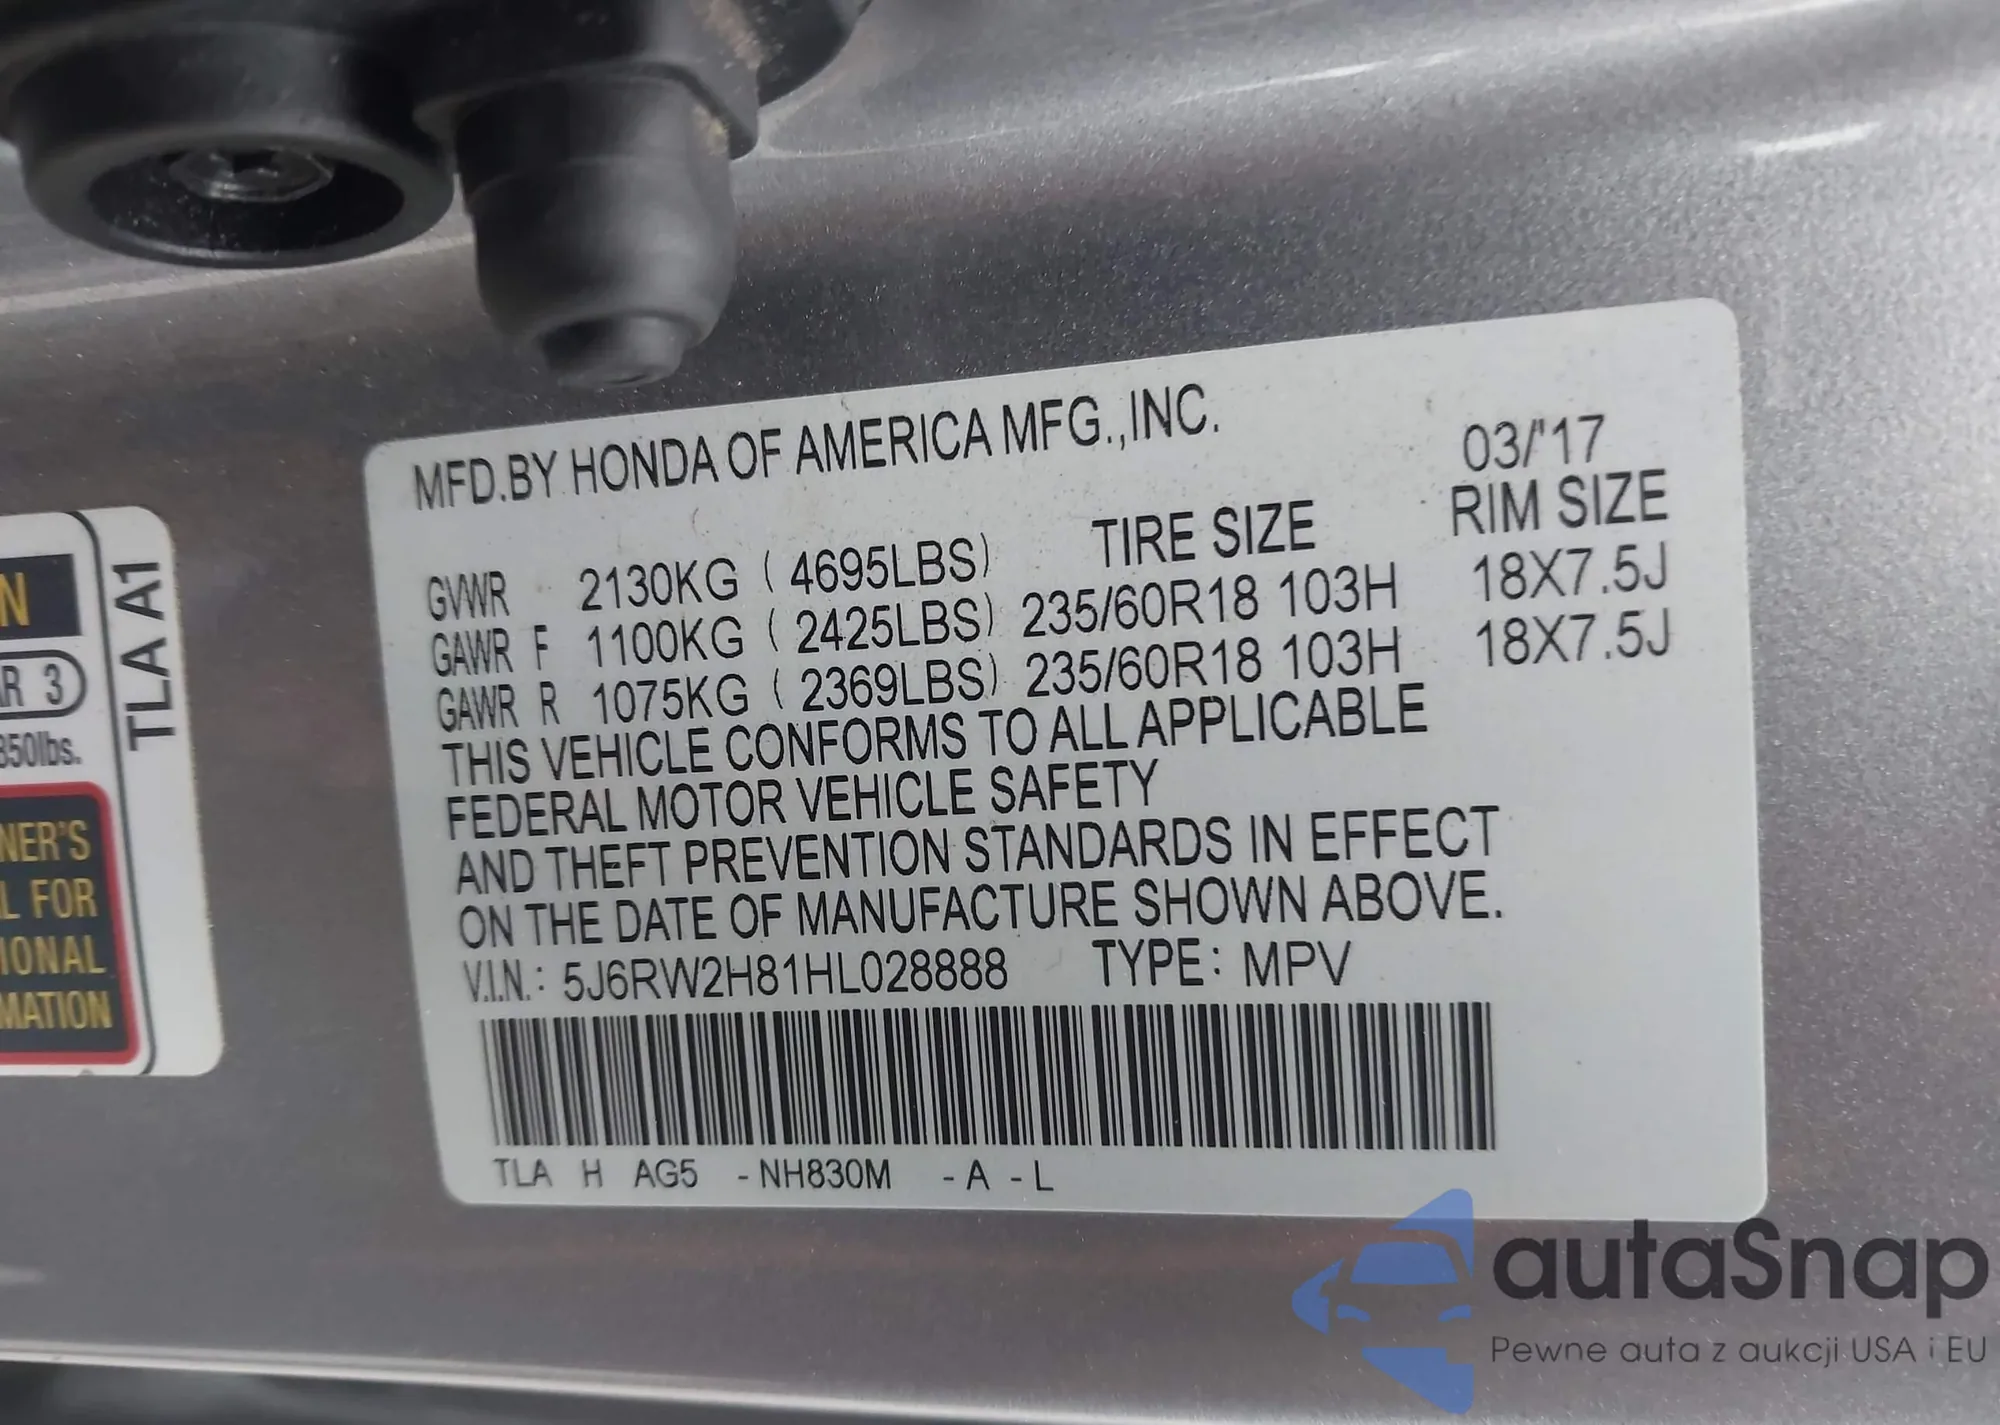 MFD.BY HONDA OF AMERICA MFG.,INC. 03/'17
TIRE SIZE RIM SIZE
GVWR 2130KG ( 4695LBS)
GAWR F 1100KG ( 2425LBS) 235/60R18 103H 18X7.5J
GAWR R 1075KG ( 2369LBS) 235/60R18 103H 18X7.5J
THIS VEHICLE CONFORMS TO ALL APPLICABLE
FEDERAL MOTOR VEHICLE SAFETY
AND THEFT PREVENTION STANDARDS IN EFFECT
ON THE DATE OF MANUFACTURE SHOWN ABOVE.
V.I.N.: 5J6RW2H81HL028888 TYPE: MPV
TLA H AG5 -NH830M -A -L
TLA A1
N
R 3
850lbs.
NER'S
L FOR
IONAL
MATION
autaSnap
Pewne auta z aukcji USA i EU